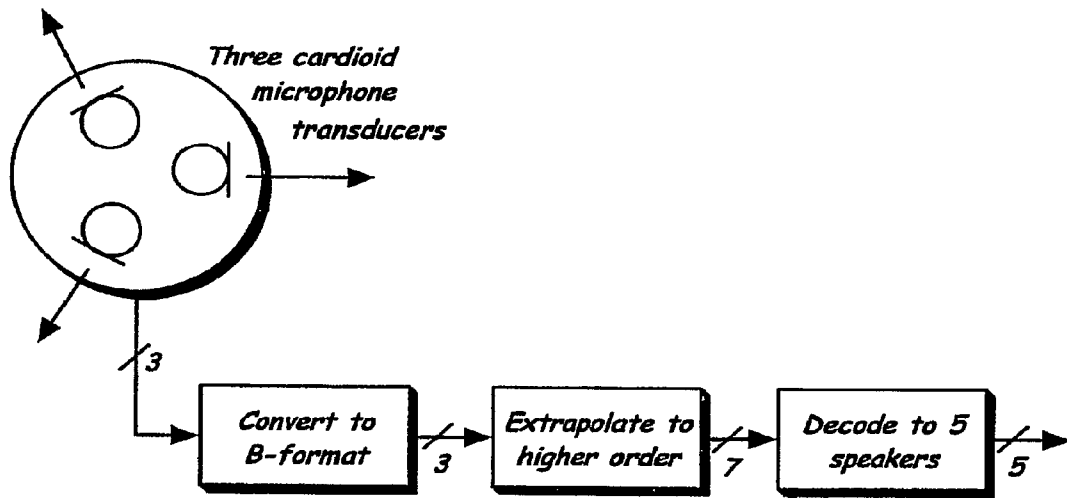 Three cardioid
microphone
transducers
3
Convert to
B-format
3
Extrapolate to
higher order
7
Decode to 5
speakers
5